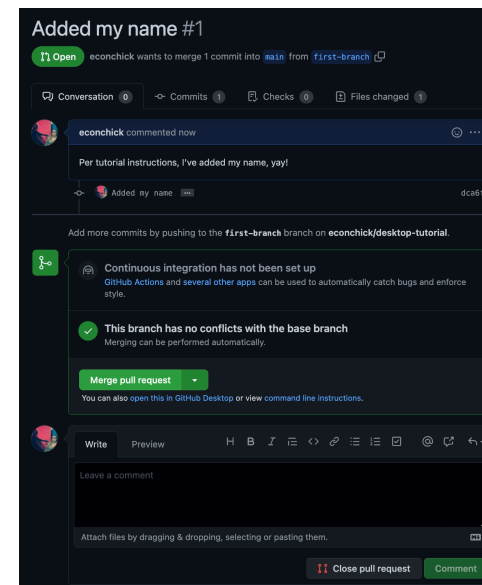 Added my name #1
Open econchick wants to merge 1 commit into main from first-branch
Conversation 0 Commits 1 Checks 0 Files changed 1
econchick commented now
Per tutorial instructions, I've added my name, yay!
Added my name
Add more commits by pushing to the first-branch branch on econchick/desktop-tutorial.
Continuous integration has not been set up
GitHub Actions and several other apps can be used to automatically catch bugs and enforce
style.
This branch has no conflicts with the base branch
Merging can be performed automatically.
Merge pull request
You can also open this in GitHub Desktop or view command line instructions.
Write Preview H B I
Leave a comment
Attach files by dragging & dropping, selecting or pasting them.
Close pull request Comment